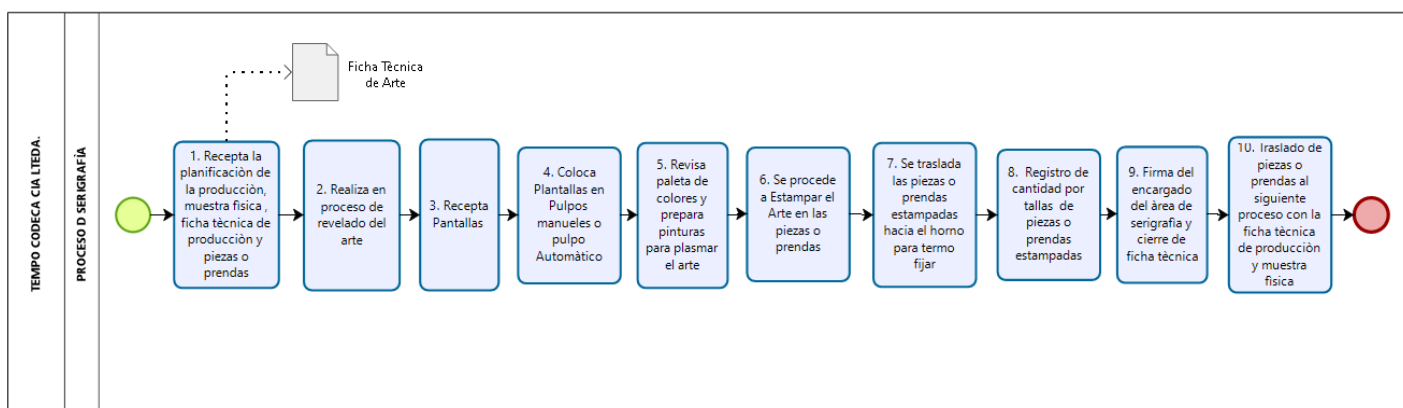 TEMPO CODECA CIA LTEDA.
PROCESO D SERIGRAFÍA
Ficha Tècnica
de Arte
1. Recepta la
planificaciòn de
la producciòn,
muestra fisica ,
ficha tècnica de
producciòn y
piezas o
prendas
2. Realiza en
proceso de
revelado del
arte
3. Recepta
Pantallas
4. Coloca
Plantallas en
Pulpos
manueles o
pulpo
Automàtico
5. Revisa
paleta de
colores y
prepara
pinturas
para plasmar
el arte
6. Se procede
a Estampar el
Arte en las
piezas o
prendas
7. Se traslada
las piezas o
prendas
estampadas
hacia el horno
para termo
fijar
8. Registro de
cantidad por
tallas de
piezas o
prendas
estampadas
9. Firma del
encargado
del àrea de
serigrafia y
cierre de
ficha tècnica
10. Traslado de
piezas o
prendas al
siguiente
proceso con la
ficha tècnica
de producciòn
y muestra
fisica